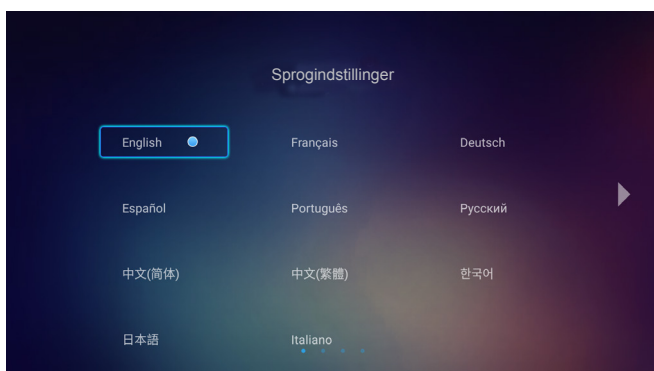 Sprogindstillinger
English
Français
Deutsch
Español
Português
Русский
中文(简体)
中文(繁體)
한국어
日本語
Italiano